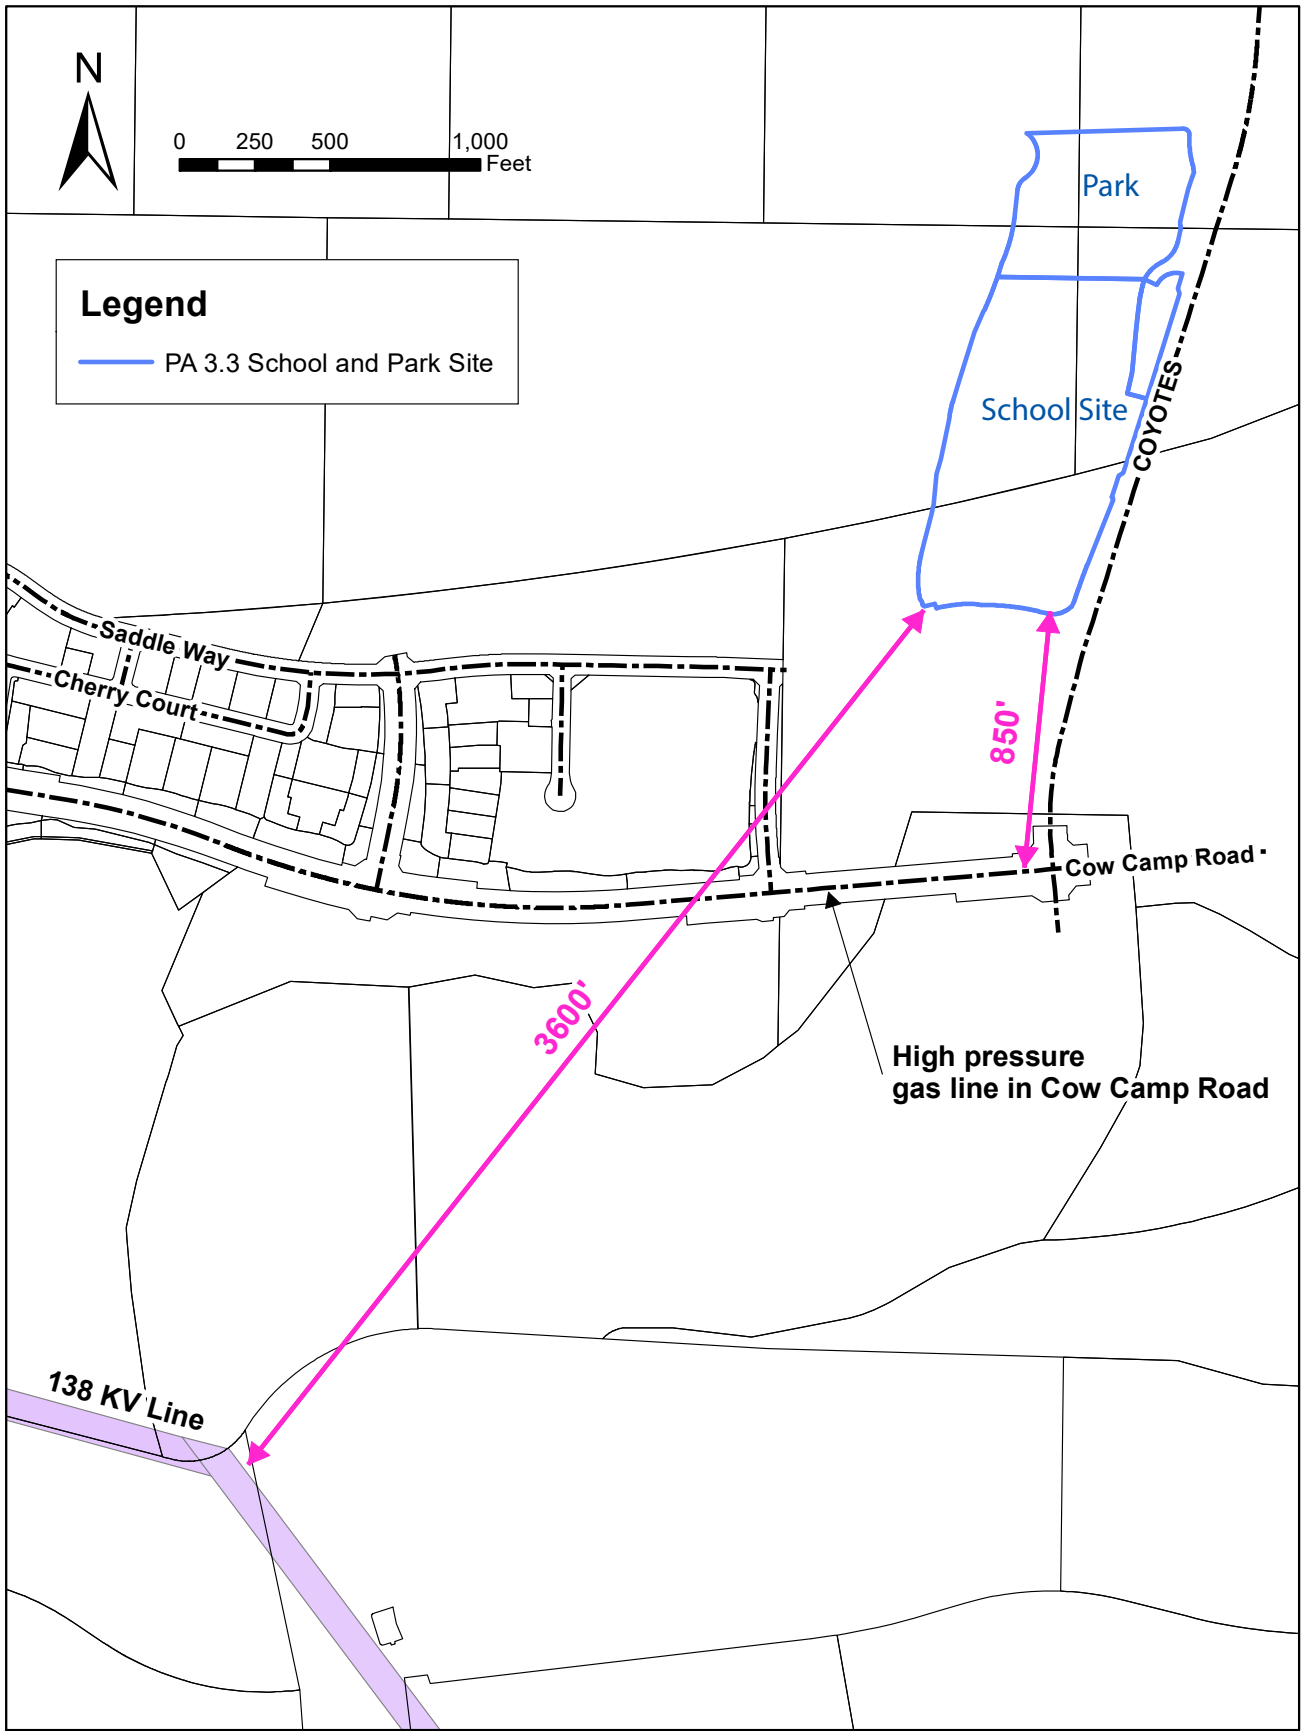 N
0 250 500 1,000
Feet
Park
Legend
PA 3.3 School and Park Site
School Site
COYOTES
Saddle Way
Cherry Court
850'
Cow Camp Road
3600'
High pressure
gas line in Cow Camp Road
138 KV Line